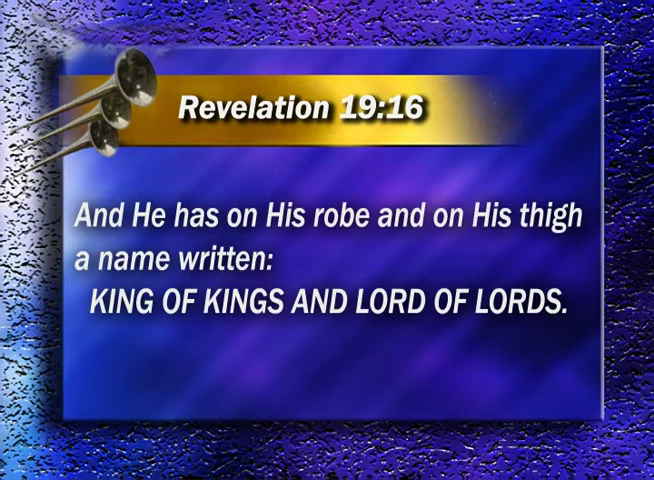 Revelation 19:16
And He has on His robe and on His thigh
a name written:
KING OF KINGS AND LORD OF LORDS.